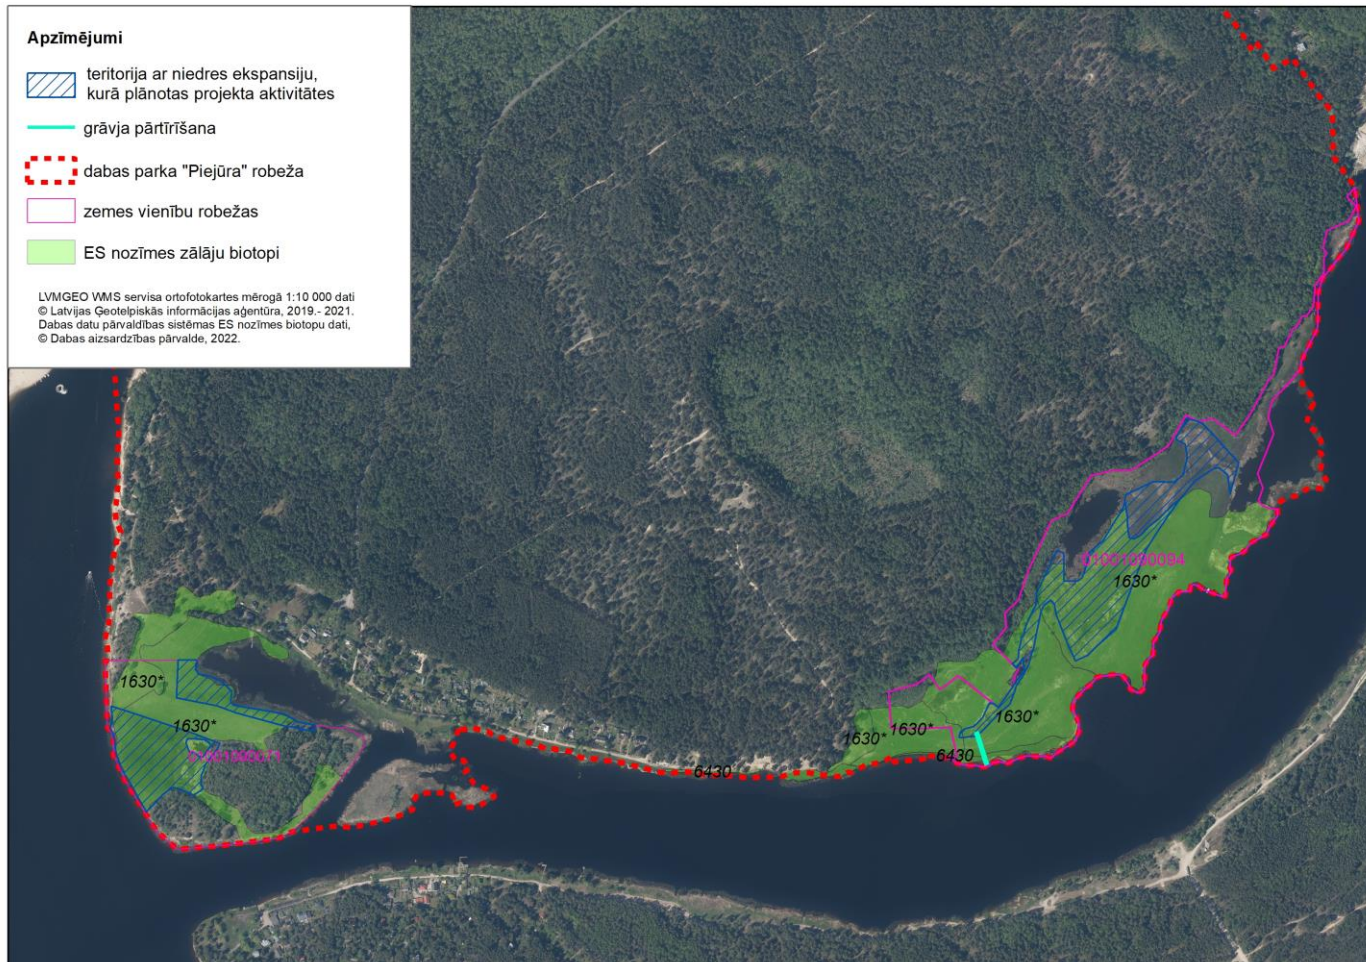 Apzīmējumi
teritorija ar niedres ekspansiju,
kurā plānotas projekta aktivitātes
grāvja pārtīrīšana
dabas parka "Piejūra" robeža
zemes vienību robežas
ES nozīmes zālāju biotopi
LVMGEO WMS servisa ortofotokartes mērogā 1:10 000 dati
© Latvijas Ģeotelpiskās informācijas aģentūra, 2019.- 2021.
Dabas datu pārvaldības sistēmas ES nozīmes biotopu dati,
© Dabas aizsardzības pārvalde, 2022.
01001090094
1630*
1630*
1630*
1630*
1630*
1630*
6430
6430